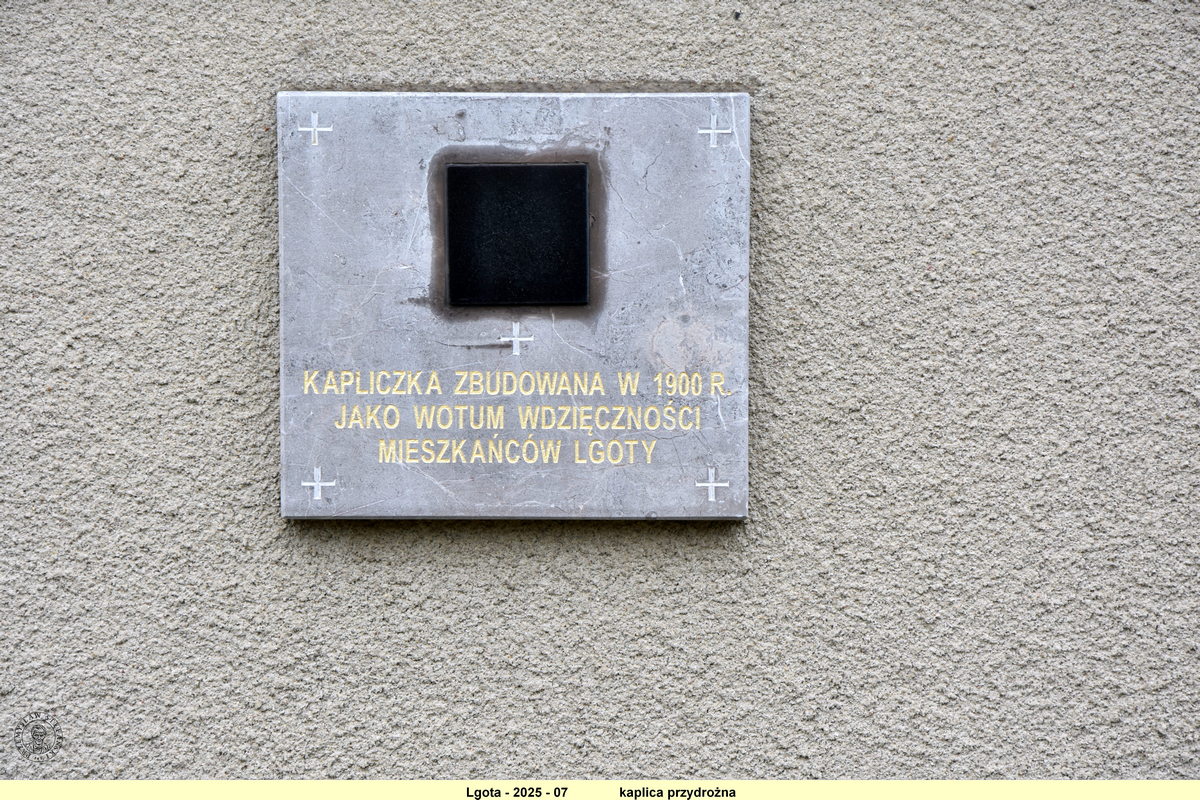 KAPLICZKA ZBUDOWANA W 1900 R.
JAKO WOTUM WDZIĘCZNOŚCI
MIESZKAŃCÓW LGOTY
Lgota - 2025 - 07 kaplica przydrożna